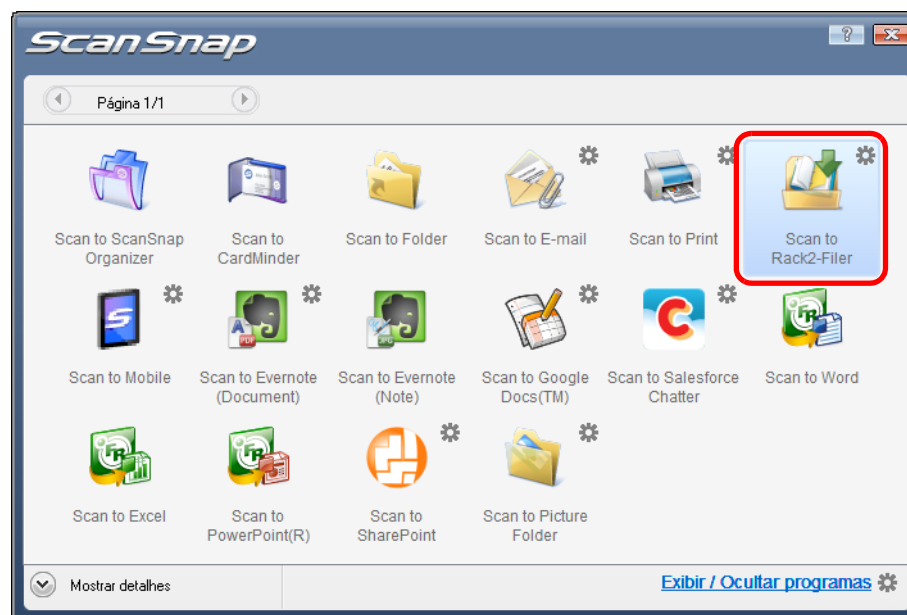 ScanSnap
Página 1/1
Scan to ScanSnap
Organizer
Scan to
CardMinder
Scan to Folder
Scan to E-mail
Scan to Print
Scan to
Rack2-Filer
Scan to Mobile
Scan to Evernote
(Document)
Scan to Evernote
(Note)
Scan to Google
Docs(TM)
Scan to Salesforce
Chatter
Scan to Word
Scan to Excel
Scan to
PowerPoint(R)
Scan to
SharePoint
Scan to Picture
Folder
Mostrar detalhes
Exibir / Ocultar programas